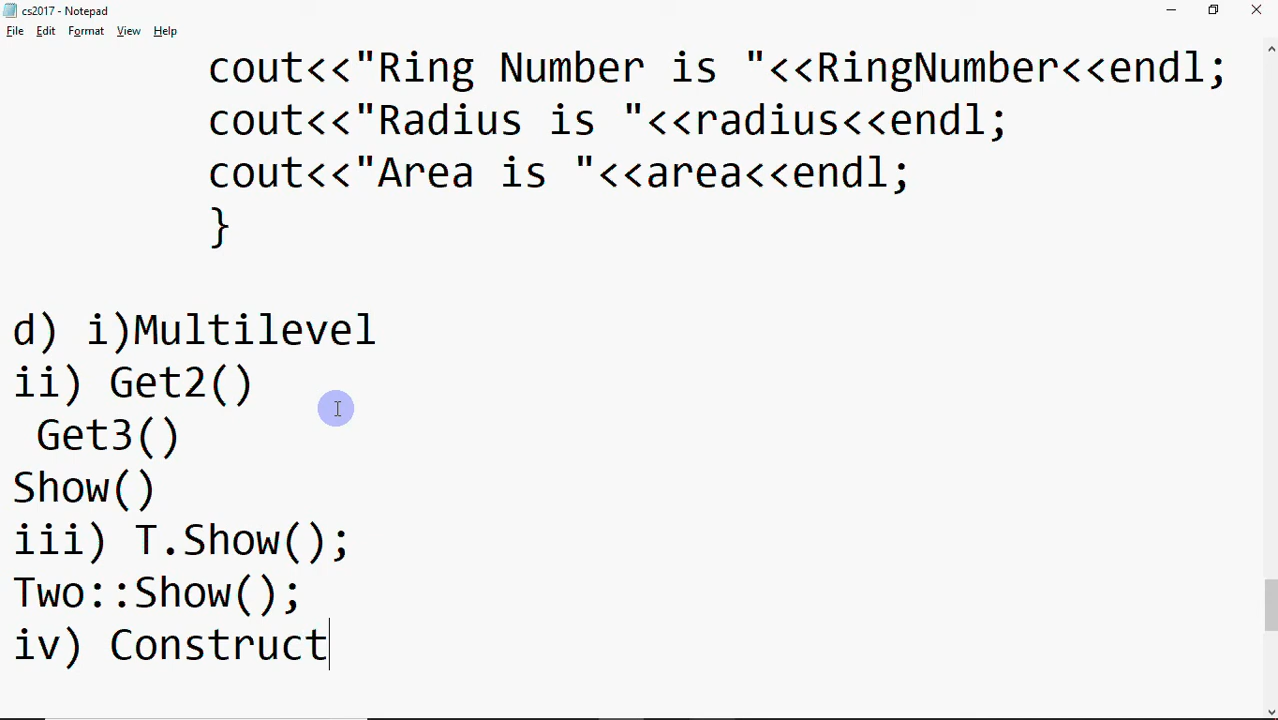 cs2017 - Notepad
File Edit Format View Help
cout<<"Ring Number is "<<RingNumber<<endl;
cout<<"Radius is "<<radius<<endl;
cout<<"Area is "<<area<<endl;
}
d) i)Multilevel
ii) Get2()
Get3()
Show()
iii) T.Show();
Two::Show();
iv) Construct